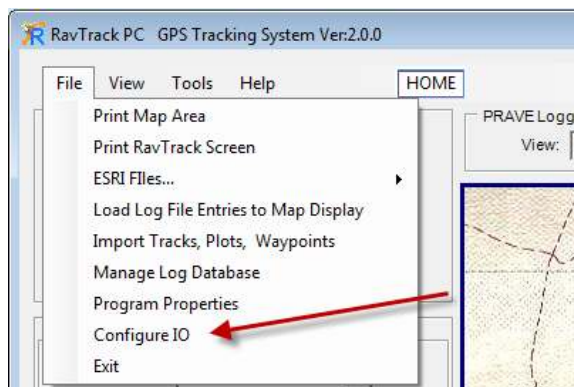 RavTrack PC GPS Tracking System Ver:2.0.0
File View Tools Help HOME
Print Map Area
PRAVE Logg
Print RavTrack Screen
View:
ESRI FIles...
Load Log File Entries to Map Display
Import Tracks, Plots, Waypoints
Manage Log Database
Program Properties
Configure IO
Exit